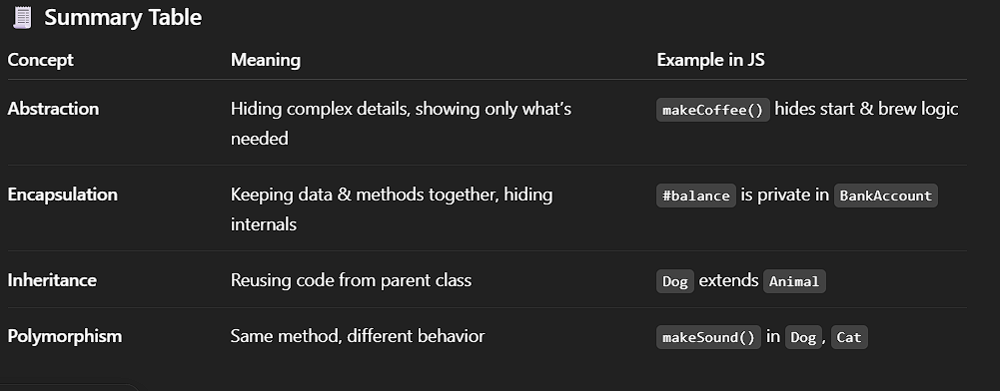 Summary Table
Concept Meaning Example in JS
Abstraction Hiding complex details, showing only what's needed makeCoffee() hides start & brew logic
Encapsulation Keeping data & methods together, hiding internals #balance is private in BankAccount
Inheritance Reusing code from parent class Dog extends Animal
Polymorphism Same method, different behavior makeSound() in Dog, Cat